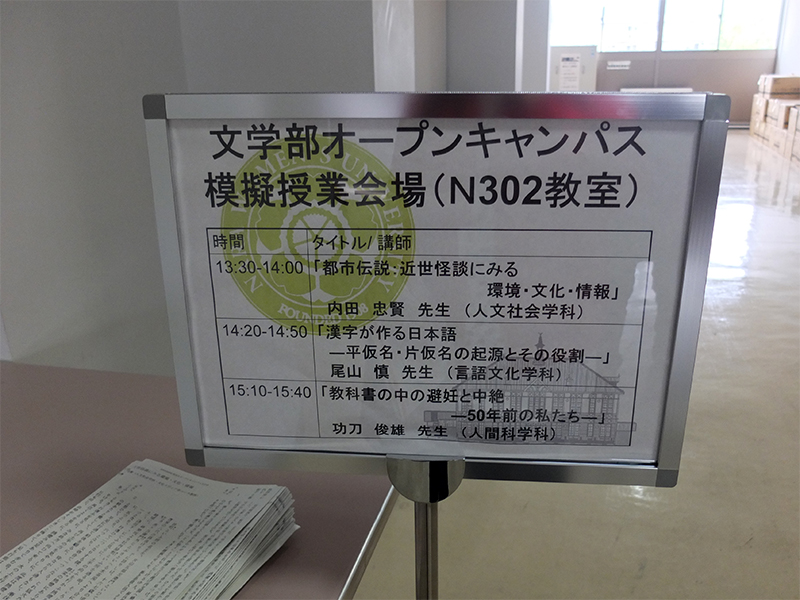 文学部オープンキャンパス
模擬授業会場（N302教室）
時間 タイトル/ 講師
13:30-14:00 「都市伝説：近世怪談にみる
環境・文化・情報」
内田 忠賢 先生 （人文社会学科）
14:20-14:50 「漢字が作る日本語
―平仮名・片仮名の起源とその役割―」
尾山 慎 先生 （言語文化学科）
15:10-15:40 「教科書の中の避妊と中絶
―50年前の私たち―」
功刀 俊雄 先生 （人間科学科）